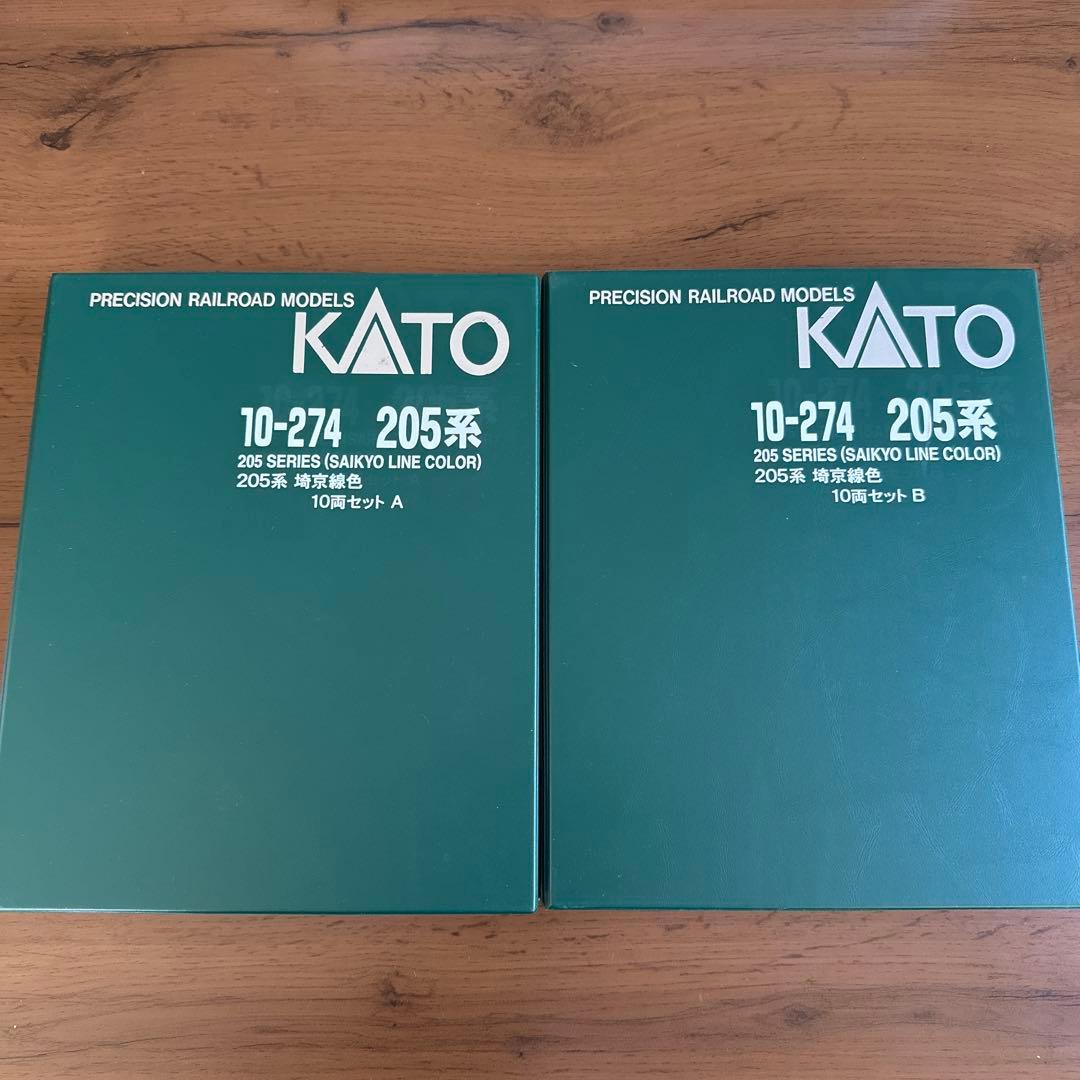 PRECISION RAILROAD MODELS
KATO
10-274 205系
205 SERIES (SAIKYO LINE COLOR)
205系 埼京線色
10両セット A
PRECISION RAILROAD MODELS
KATO
10-274 205系
205 SERIES (SAIKYO LINE COLOR)
205系 埼京線色
10両セット B